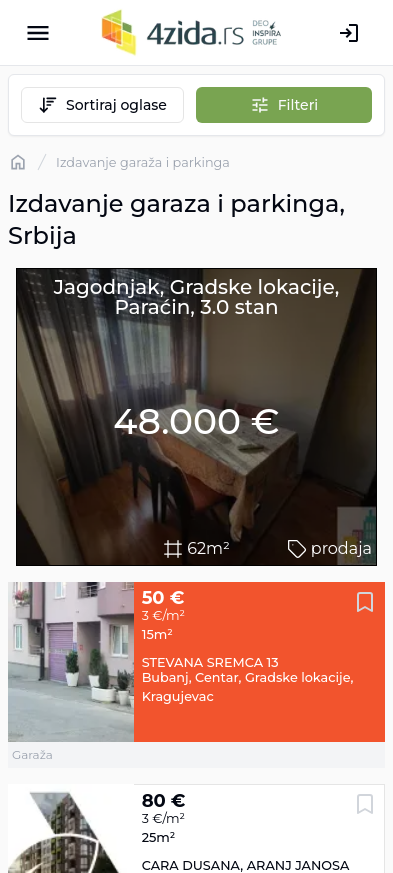 4zida.rs
DEO
INSPIRA
GRUPE
Sortiraj oglase
Filteri
/ Izdavanje garaža i parkinga
Izdavanje garaza i parkinga,
Srbija
Jagodnjak, Gradske lokacije,
Paraćin, 3.0 stan
48.000 €
62m²
prodaja
50 €
3 €/m²
15m²
STEVANA SREMCA 13
Bubanj, Centar, Gradske lokacije,
Kragujevac
Garaža
80 €
3 €/m²
25m²
CARA DUSANA, ARANJ JANOSA